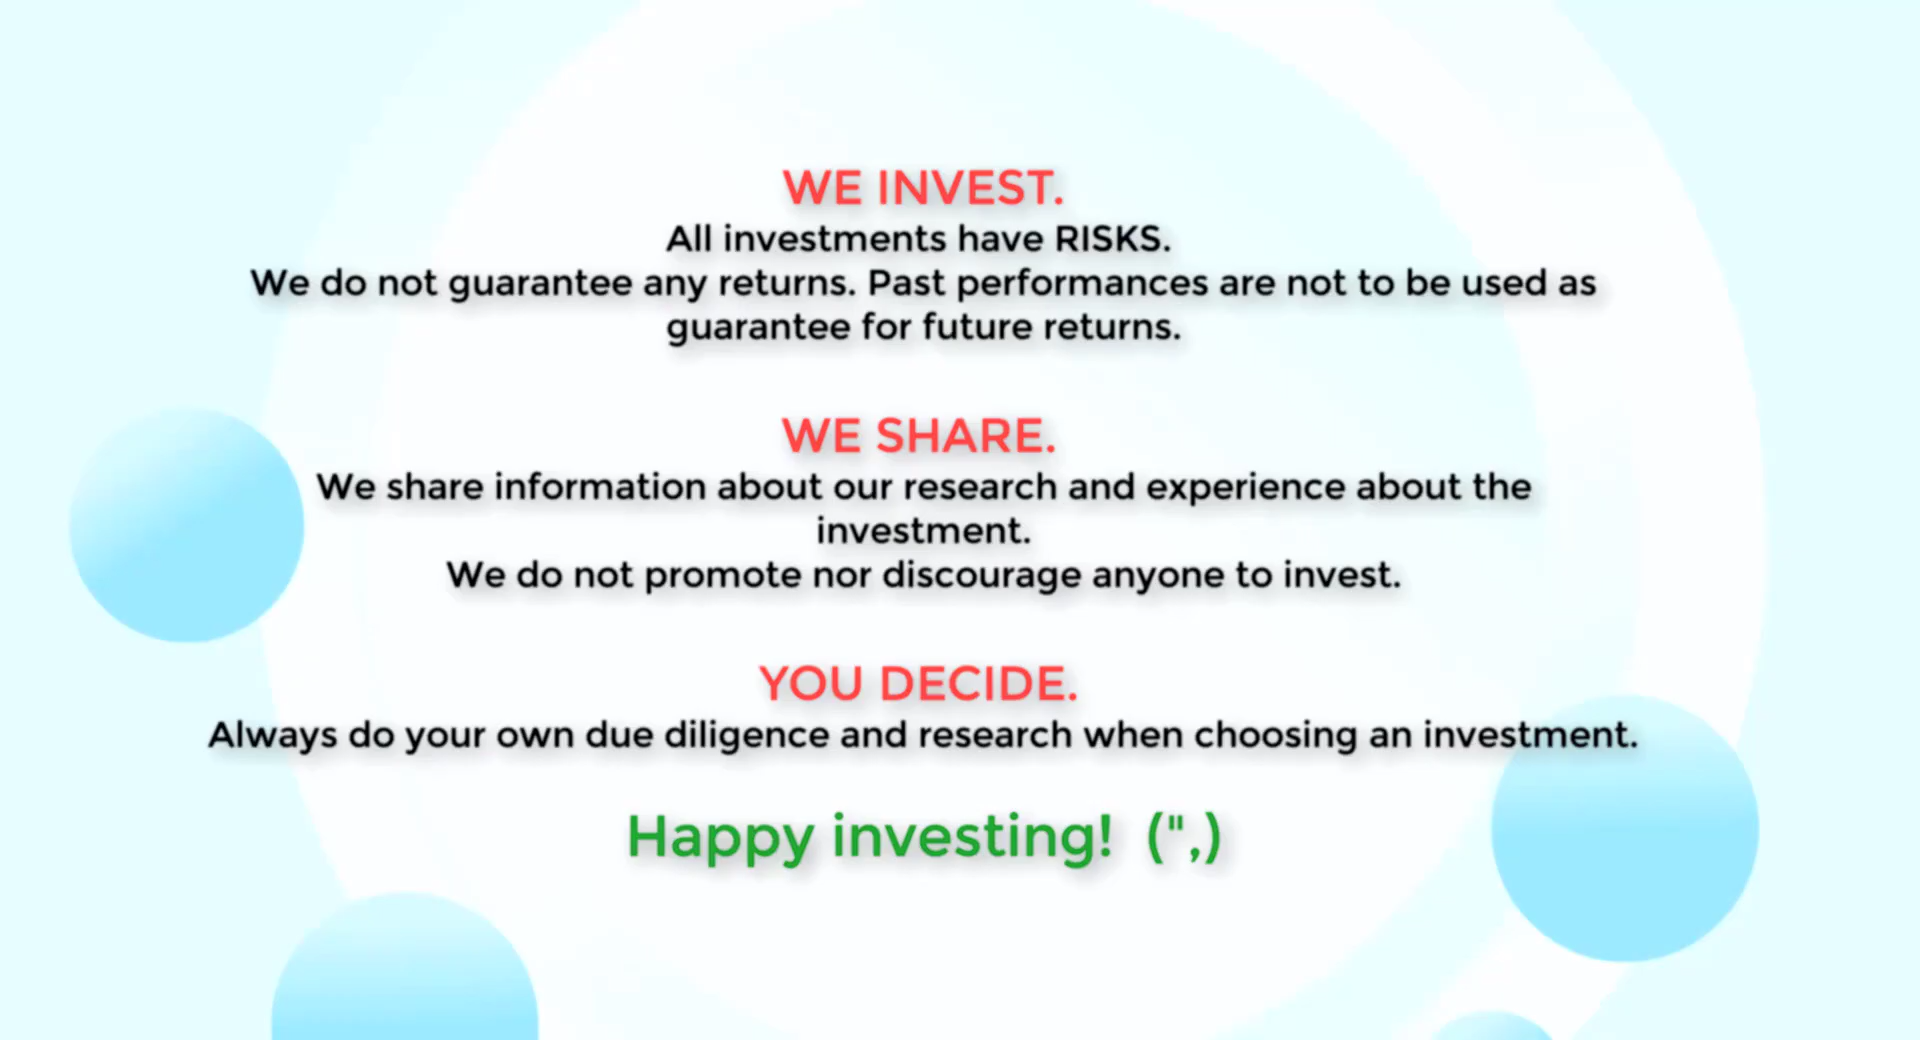 WE INVEST.
All investments have RISKS.
We do not guarantee any returns. Past performances are not to be used as
guarantee for future returns.
WE SHARE.
We share information about our research and experience about the
investment.
We do not promote nor discourage anyone to invest.
YOU DECIDE.
Always do your own due diligence and research when choosing an investment.
Happy investing!  (",)